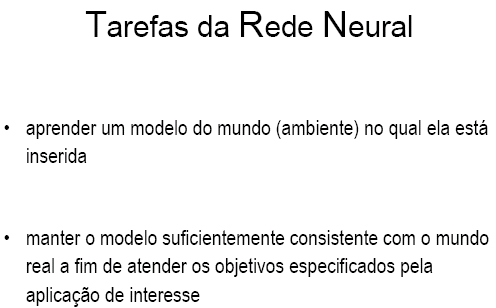 Tarefas da Rede Neural
• aprender um modelo do mundo (ambiente) no qual ela está
inserida
• manter o modelo suficientemente consistente com o mundo
real a fim de atender os objetivos especificados pela
aplicação de interesse